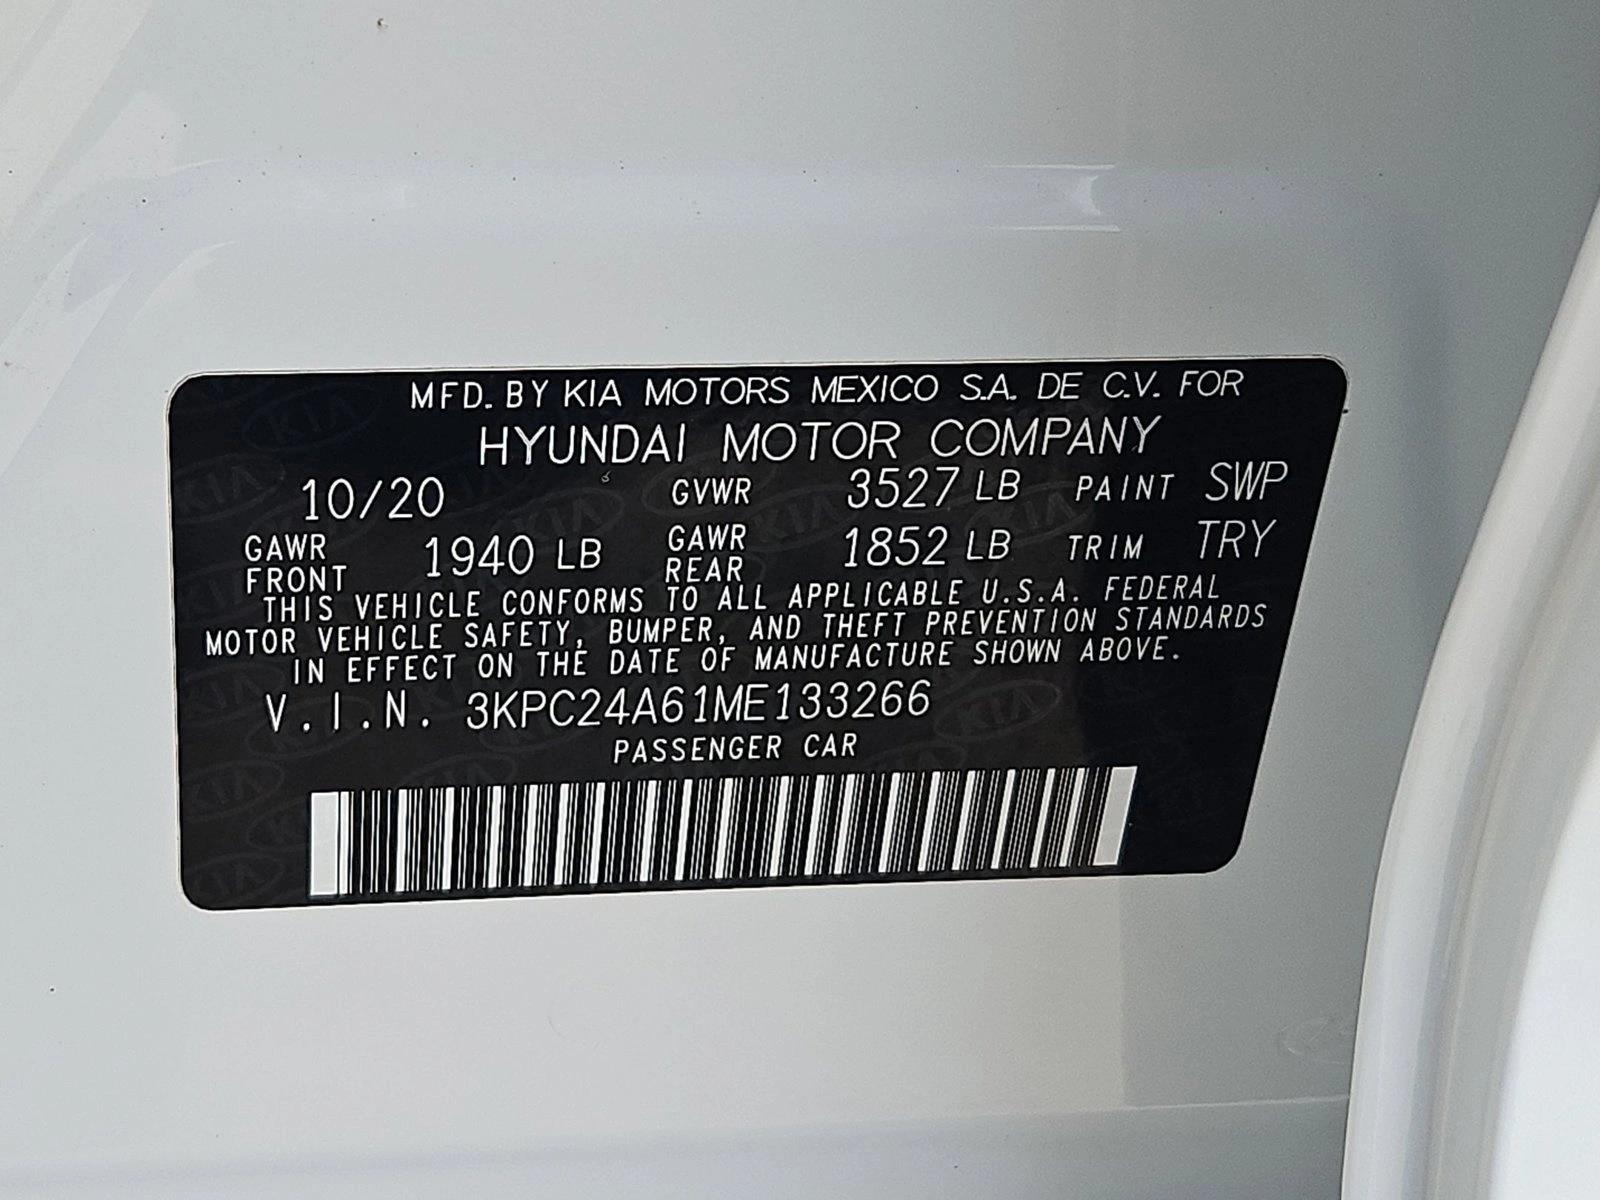 MFD. BY KIA MOTORS MEXICO S.A. DE C.V. FOR
HYUNDAI MOTOR COMPANY
10/20 GVWR 3527 LB PAINT SWP
GAWR FRONT 1940 LB GAWR REAR 1852 LB TRIM TRY
THIS VEHICLE CONFORMS TO ALL APPLICABLE U.S.A. FEDERAL
MOTOR VEHICLE SAFETY, BUMPER, AND THEFT PREVENTION STANDARDS
IN EFFECT ON THE DATE OF MANUFACTURE SHOWN ABOVE.
V.I.N. 3KPC24A61ME133266
PASSENGER CAR